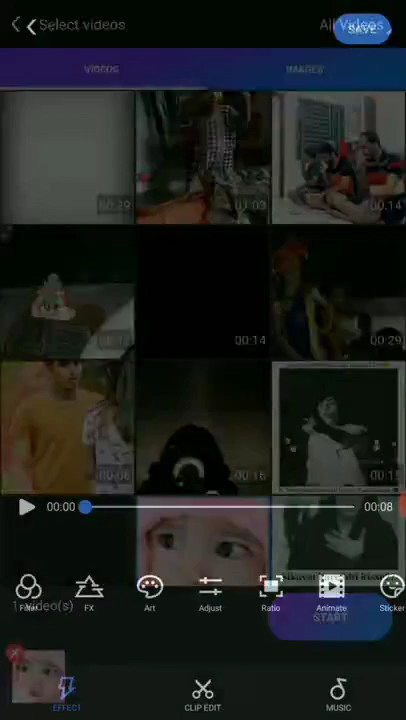 Select videos
All Videos
SAVE
VIDEOS
IMAGES
00:29
00:14
00:14
00:29
00:08
00:16
00:00
00:08
Filter
FX
Art
Adjust
Ratio
Animate
Sticker
1 video(s)
START
EFFECT
CLIP EDIT
MUSIC